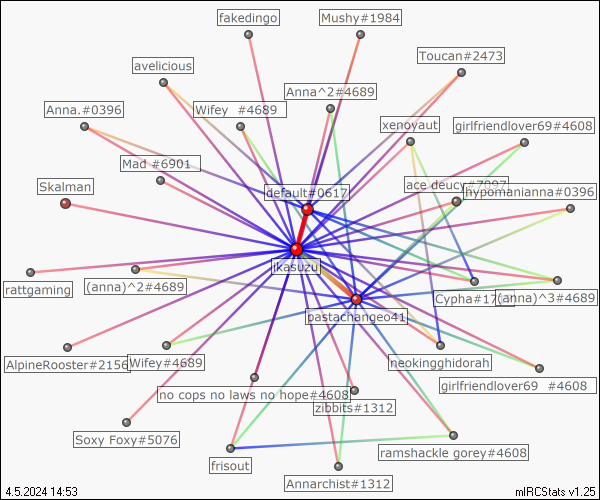 fakedingo
Mushy#1984
Toucan#2473
avelicious
Anna^2#4689
Anna.#0396
Wifey #4689
xenoyaut
girlfriendlover69#4608
Mad #6901
Skalman
default#0617
ace deucy#7097
hypomanianna#0396
ikasuzu
rattgaming
(anna)^2#4689
Cypha#17
(anna)^3#4689
pastachangeo41
AlpineRooster#2156
Wifey#4689
neokingghidorah
no cops no laws no hope#4608
girlfriendlover69 #4608
zibbits#1312
Soxy Foxy#5076
ramshackle gorey#4608
frisout
Annarchist#1312
4.5.2024 14:53
mIRCStats v1.25